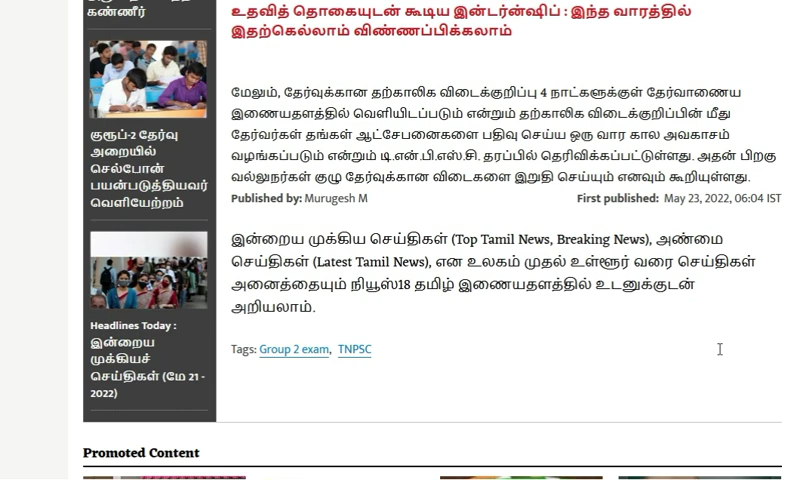 கண்ணீர்
குரூப்-2 தேர்வு
அறையில்
செல்போன்
பயன்படுத்தியவர்
வெளியேற்றம்
Headlines Today :
இன்றைய
முக்கியச்
செய்திகள் (மே 21 -
2022)
உதவித் தொகையுடன் கூடிய இன்டர்ன்ஷிப் : இந்த வாரத்தில்
இதற்கெல்லாம் விண்ணப்பிக்கலாம்
மேலும், தேர்வுக்கான தற்காலிக விடைக்குறிப்பு 4 நாட்களுக்குள் தேர்வாணைய
இணையதளத்தில் வெளியிடப்படும் என்றும் தற்காலிக விடைக்குறிப்பின் மீது
தேர்வர்கள் தங்கள் ஆட்சேபனைகளை பதிவு செய்ய ஒரு வார கால அவகாசம்
வழங்கப்படும் என்றும் டி.என்.பி.எஸ்.சி. தரப்பில் தெரிவிக்கப்பட்டுள்ளது. அதன் பிறகு
வல்லுநர்கள் குழு தேர்வுக்கான விடைகளை இறுதி செய்யும் எனவும் கூறியுள்ளது.
Published by: Murugesh M First published: May 23, 2022, 06:04 IST
இன்றைய முக்கிய செய்திகள் (Top Tamil News, Breaking News), அண்மை
செய்திகள் (Latest Tamil News), என உலகம் முதல் உள்ளூர் வரை செய்திகள்
அனைத்தையும் நியூஸ்18 தமிழ் இணையதளத்தில் உடனுக்குடன்
அறியலாம்.
Tags: Group 2 exam, TNPSC
Promoted Content